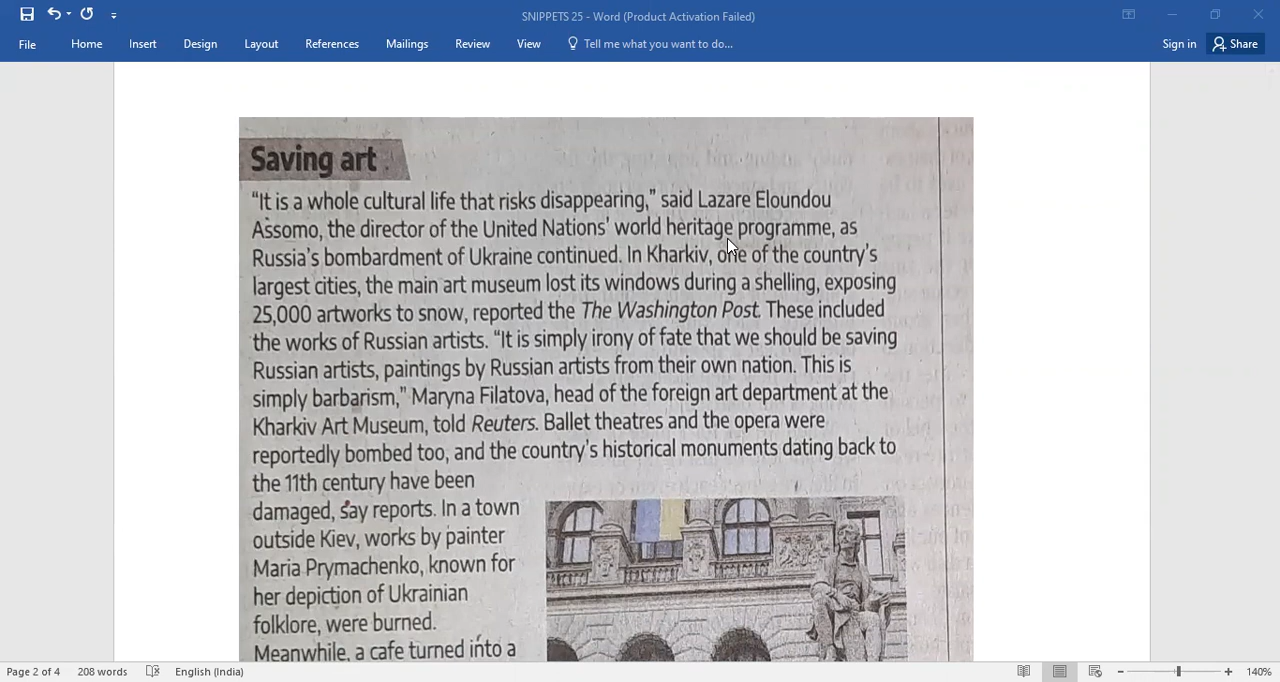 SNIPPETS 25 - Word (Product Activation Failed)
File Home Insert Design Layout References Mailings Review View Tell me what you want to do... Sign in Share
Saving art
“It is a whole cultural life that risks disappearing,” said Lazare Eloundou
Assomo, the director of the United Nations’ world heritage programme, as
Russia’s bombardment of Ukraine continued. In Kharkiv, one of the country’s
largest cities, the main art museum lost its windows during a shelling, exposing
25,000 artworks to snow, reported the The Washington Post. These included
the works of Russian artists. “It is simply irony of fate that we should be saving
Russian artists, paintings by Russian artists from their own nation. This is
simply barbarism,” Maryna Filatova, head of the foreign art department at the
Kharkiv Art Museum, told Reuters. Ballet theatres and the opera were
reportedly bombed too, and the country’s historical monuments dating back to
the 11th century have been
damaged, say reports. In a town
outside Kiev, works by painter
Maria Prymachenko, known for
her depiction of Ukrainian
folklore, were burned.
Meanwhile, a cafe turned into a
Page 2 of 4 208 words English (India) 140%